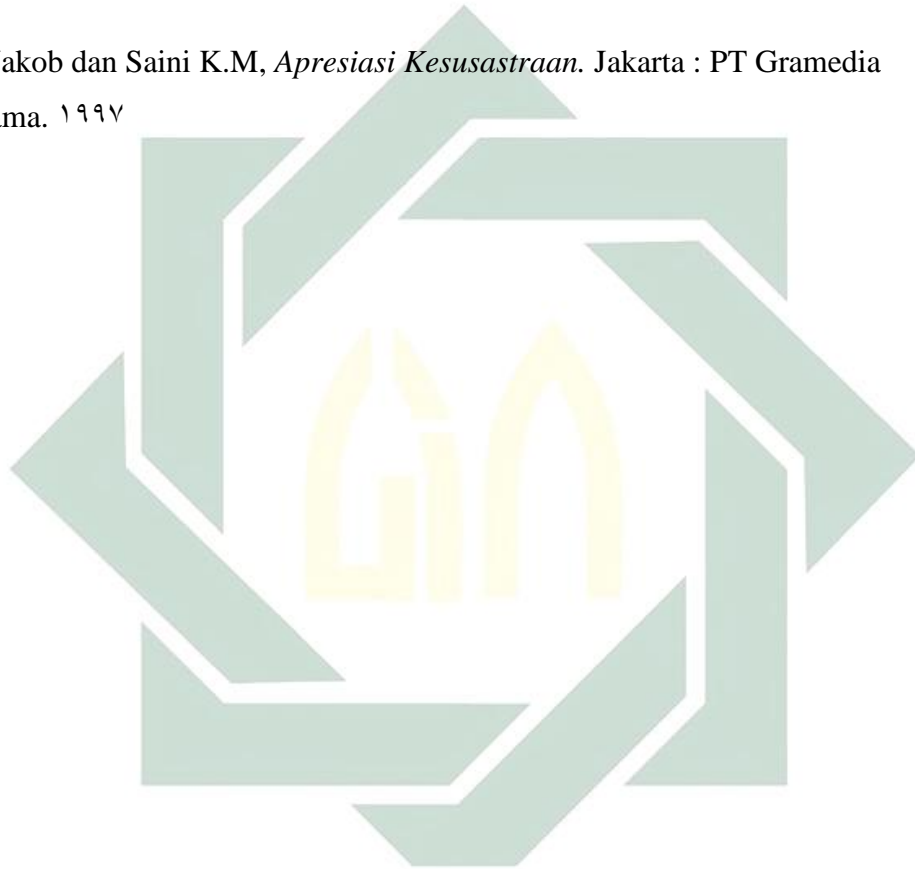 Jakob dan Saini K.M, Apresiasi Kesusastraan. Jakarta : PT Gramedia
ama. ١٩٩٧